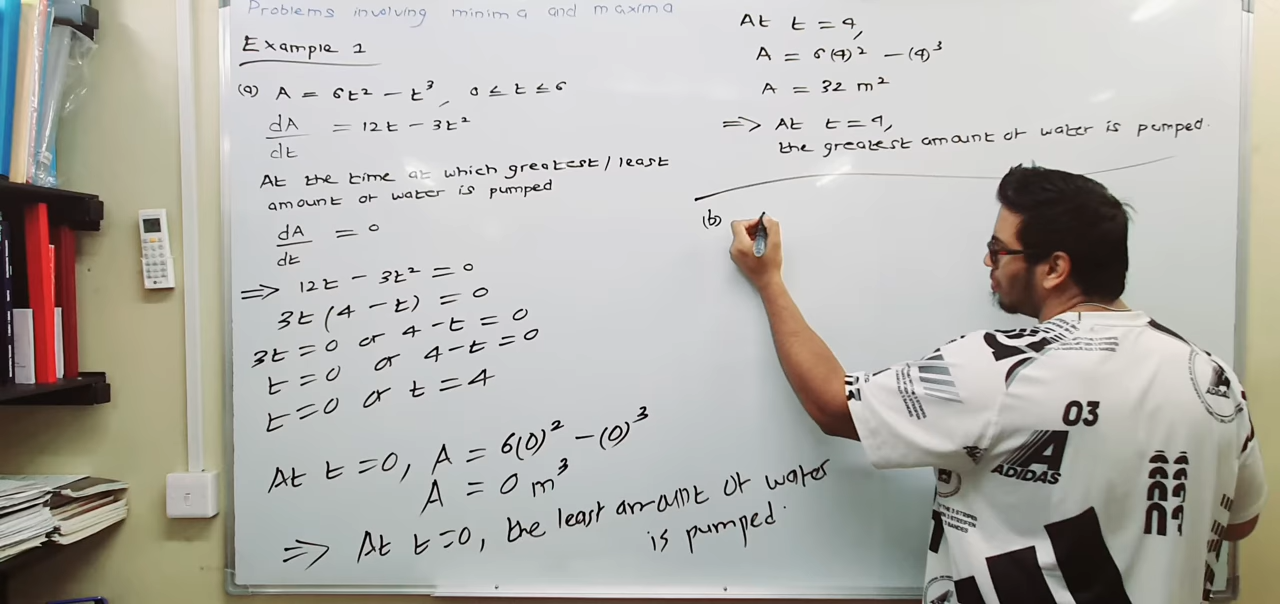 Problems involving minima and maxima
Example 1
(a) A = 6t² - t³, 0 ≤ t ≤ 6
dA/dt = 12t - 3t²
At the time at which greatest/least
amount of water is pumped
dA/dt = 0
⇒ 12t - 3t² = 0
3t(4 - t) = 0
3t = 0 or 4 - t = 0
t = 0 or 4 - t = 0
t = 0 or t = 4
At t = 0, A = 6(0)² - (0)³
A = 0 m³
⇒ At t = 0, the least amount of water
is pumped.
At t = 4,
A = 6(4)² - (4)³
A = 32 m²
⇒ At t = 4,
the greatest amount of water is pumped.
(b)
03
ADIDAS